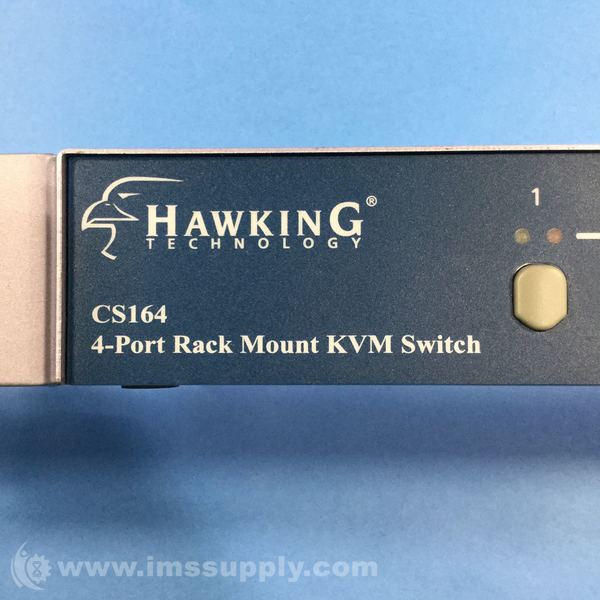 HAWKING®
TECHNOLOGY
1
CS164
4-Port Rack Mount KVM Switch
www.imssupply.com